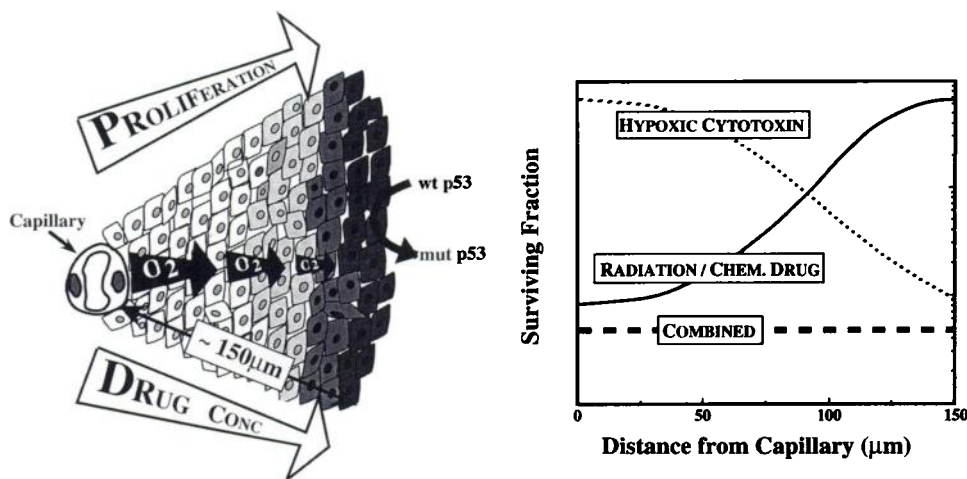 PROLIFERATION
wt p53
Capillary
O2
O2
O2
mut p53
~ 150μm
DRUG CONC
Surviving Fraction
HYPOXIC CYTOTOXIN
RADIATION / CHEM. DRUG
COMBINED
0
50
100
150
Distance from Capillary (μm)